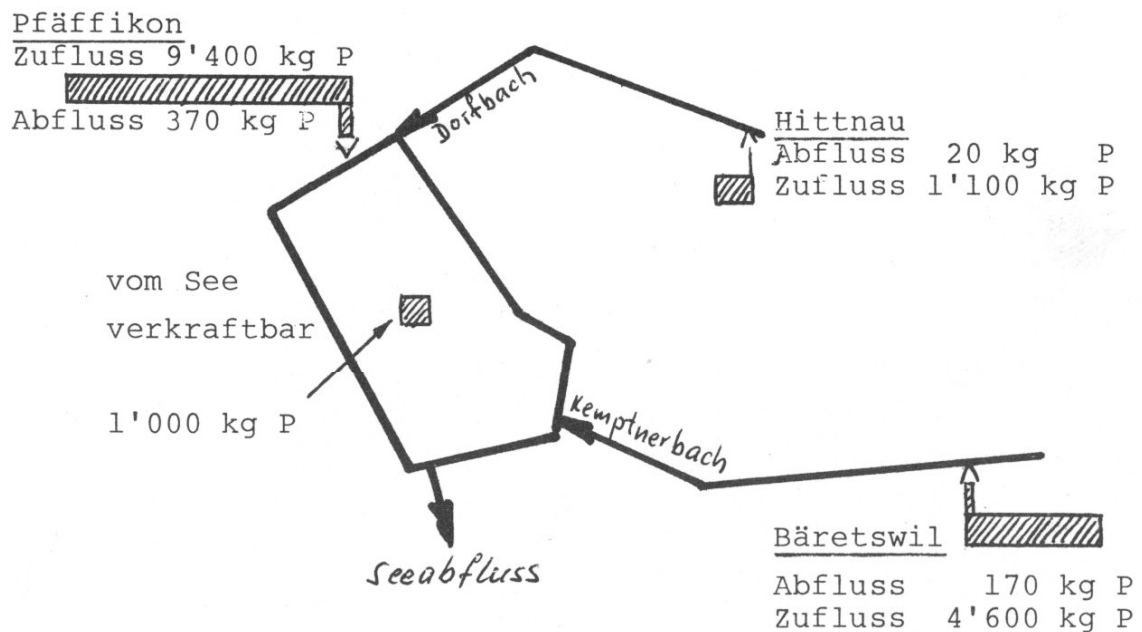 Pfäffikon
Zufluss 9'400 kg P
Abfluss 370 kg P
Dorfbach
Hittnau
Abfluss 20 kg P
Zufluss 1'100 kg P
vom See
verkraftbar
1'000 kg P
Kemptnerbach
Seeabfluss
Bäretswil
Abfluss 170 kg P
Zufluss 4'600 kg P